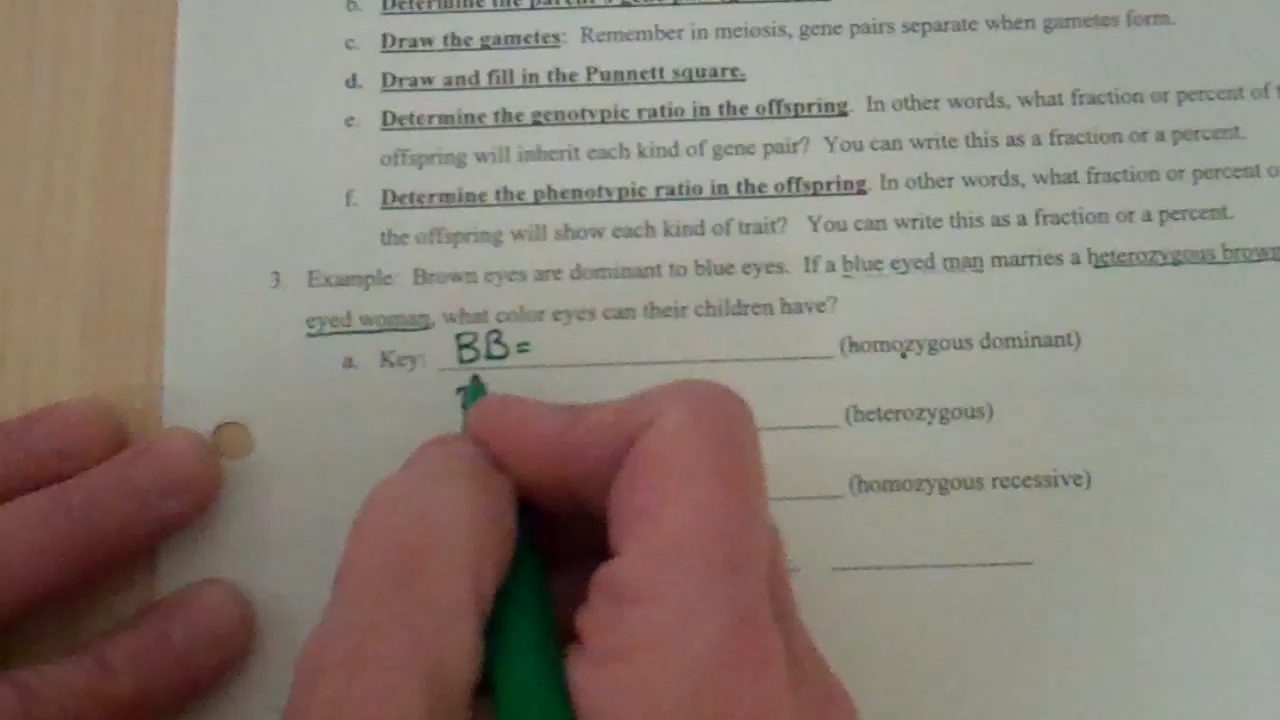 b. Determine the parent's gene
c. Draw the gametes: Remember in meiosis, gene pairs separate when gametes form.
d. Draw and fill in the Punnett square.
e. Determine the genotypic ratio in the offspring. In other words, what fraction or percent of
offspring will inherit each kind of gene pair? You can write this as a fraction or a percent.
f. Determine the phenotypic ratio in the offspring. In other words, what fraction or percent
the offspring will show each kind of trait? You can write this as a fraction or a percent.
3. Example: Brown eyes are dominant to blue eyes. If a blue eyed man marries a heterozygous brown
eyed woman, what color eyes can their children have?
a. Key: BB= (homozygous dominant)
(heterozygous)
(homozygous recessive)